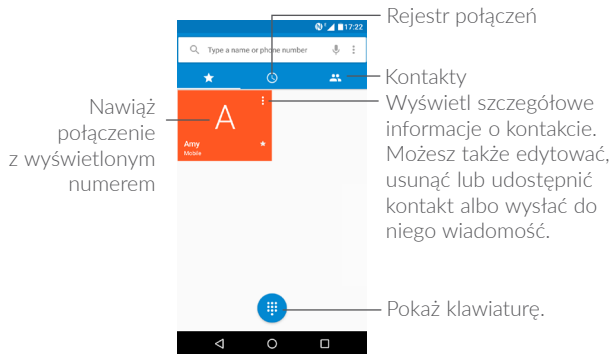 Rejestr połączeń
17:22
Type a name or phone number
Kontakty
Nawiąż
połączenie
z wyświetlonym
numerem
A
Amy
Mobile
Wyświetl szczegółowe
informacje o kontakcie.
Możesz także edytować,
usunąć lub udostępnić
kontakt albo wysłać do
niego wiadomość.
Pokaż klawiaturę.